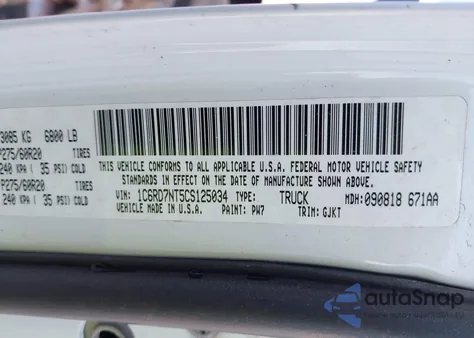 3085 KG 6800 LB
P275/60R20 TIRES
240 KPA ( 35 PSI) COLD
P275/60R20 TIRES
240 KPA ( 35 PSI) COLD
THIS VEHICLE CONFORMS TO ALL APPLICABLE U.S.A. FEDERAL MOTOR VEHICLE SAFETY
STANDARDS IN EFFECT ON THE DATE OF MANUFACTURE SHOWN ABOVE.
VIN: 1C6RD7NT5CS125034 TYPE: TRUCK MDH: 090818 671AA
VEHICLE MADE IN U.S.A. PAINT: PW7 TRIM: GJKT
autoSnap